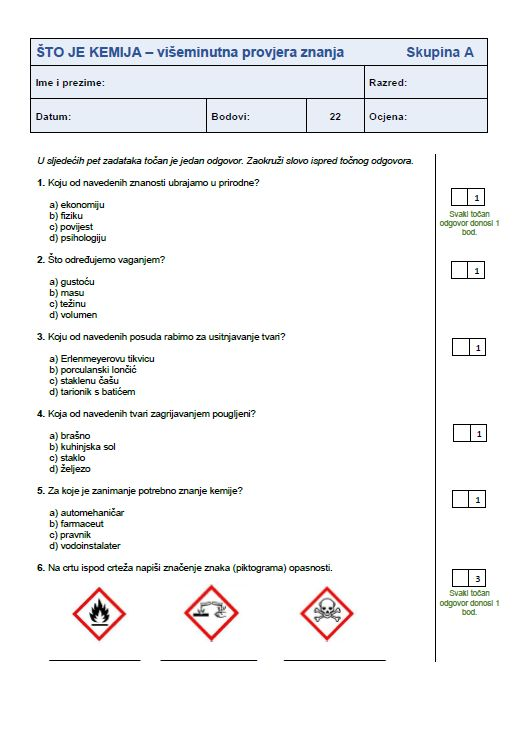 ŠTO JE KEMIJA – višeminutna provjera znanja Skupina A
Ime i prezime: Razred:
Datum: Bodovi: 22 Ocjena:
U sljedećih pet zadataka točan je jedan odgovor. Zaokruži slovo ispred točnog odgovora.
1. Koju od navedenih znanosti ubrajamo u prirodne?
1
a) ekonomiju
b) fiziku
c) povijest
d) psihologiju
Svaki točan
odgovor donosi 1
bod.
2. Što određujemo vaganjem?
1
a) gustoću
b) masu
c) težinu
d) volumen
3. Koju od navedenih posuda rabimo za usitnjavanje tvari?
1
a) Erlenmeyerovu tikvicu
b) porculanski lončić
c) staklenu čašu
d) tarionik s batićem
4. Koja od navedenih tvari zagrijavanjem pougljeni?
1
a) brašno
b) kuhinjska sol
c) staklo
d) željezo
5. Za koje je zanimanje potrebno znanje kemije?
1
a) automehaničar
b) farmaceut
c) pravnik
d) vodoinstalater
6. Na crtu ispod crteža napiši značenje znaka (piktograma) opasnosti.
3
Svaki točan
odgovor donosi 1
bod.